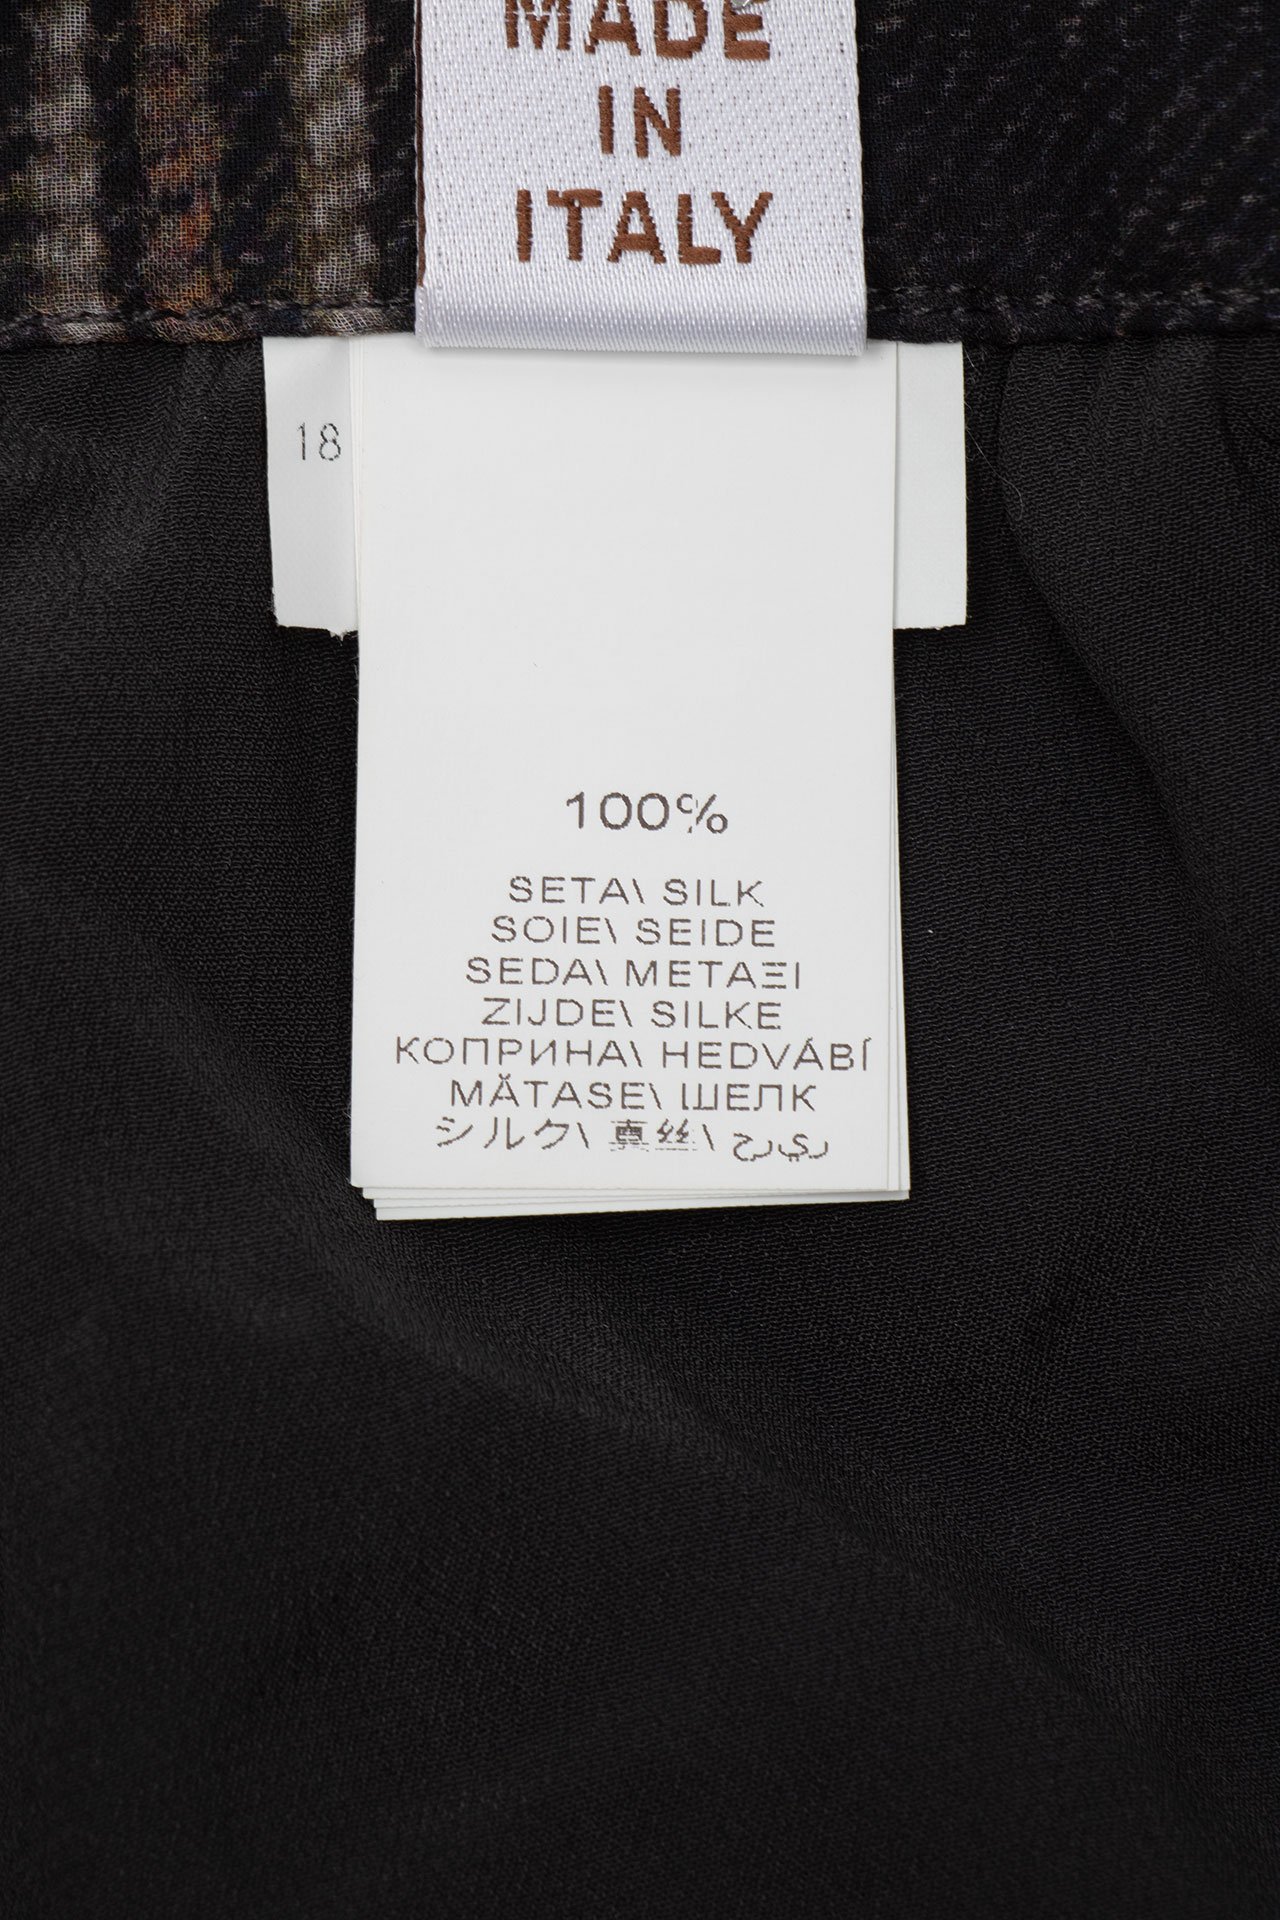 MADE
IN
ITALY
18
100%
SETA\ SILK
SOIE\ SEIDE
SEDA\ ΜΕΤΑΞΙ
ZIJDE\ SILKE
КОПРИНА\ HEDVÁBÍ
MĂTASE\ ШЕЛК
シルク\ 真丝\